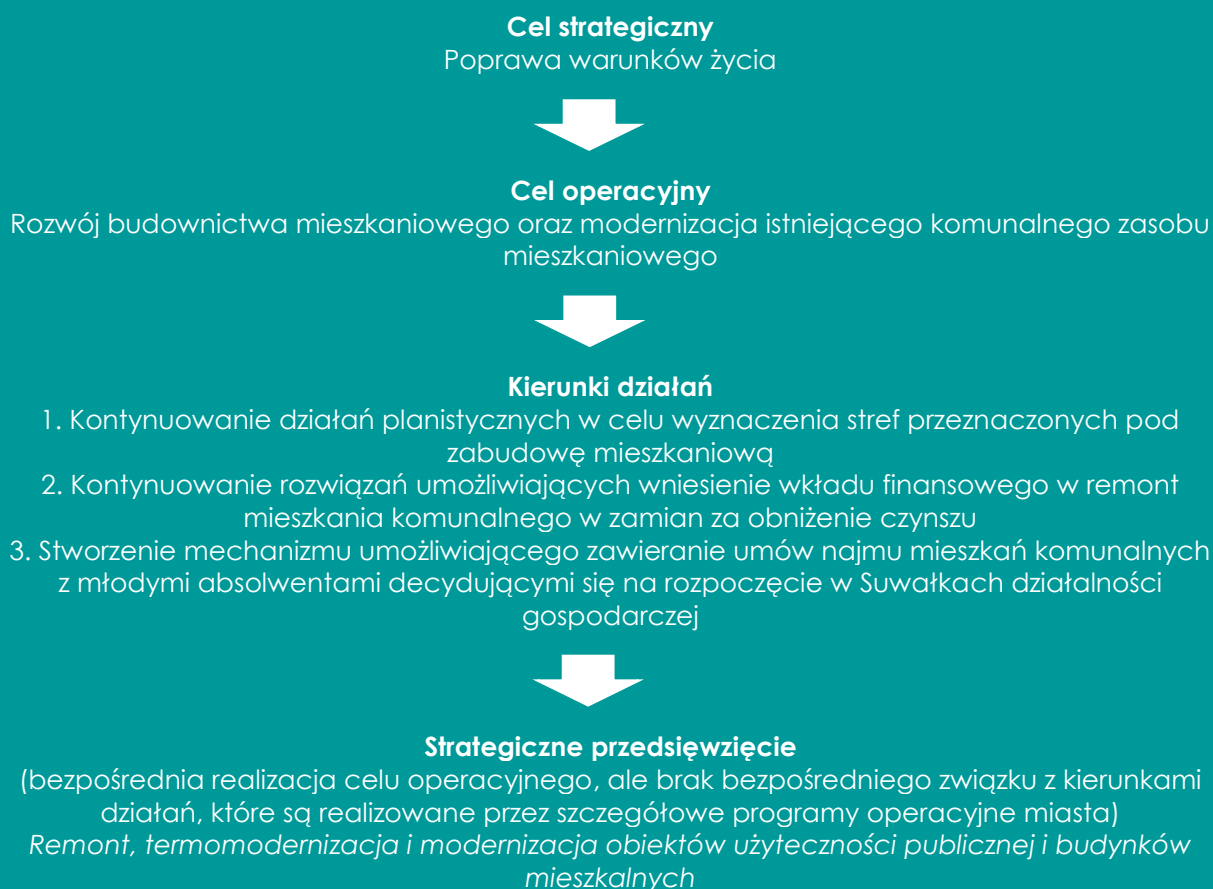 Cel strategiczny
Poprawa warunków życia
Cel operacyjny
Rozwój budownictwa mieszkaniowego oraz modernizacja istniejącego komunalnego zasobu
mieszkaniowego
Kierunki działań
1. Kontynuowanie działań planistycznych w celu wyznaczenia stref przeznaczonych pod
zabudowę mieszkaniową
2. Kontynuowanie rozwiązań umożliwiających wniesienie wkładu finansowego w remont
mieszkania komunalnego w zamian za obniżenie czynszu
3. Stworzenie mechanizmu umożliwiającego zawieranie umów najmu mieszkań komunalnych
z młodymi absolwentami decydującymi się na rozpoczęcie w Suwałkach działalności
gospodarczej
Strategiczne przedsięwzięcie
(bezpośrednia realizacja celu operacyjnego, ale brak bezpośredniego związku z kierunkami
działań, które są realizowane przez szczegółowe programy operacyjne miasta)
Remont, termomodernizacja i modernizacja obiektów użyteczności publicznej i budynków
mieszkalnych